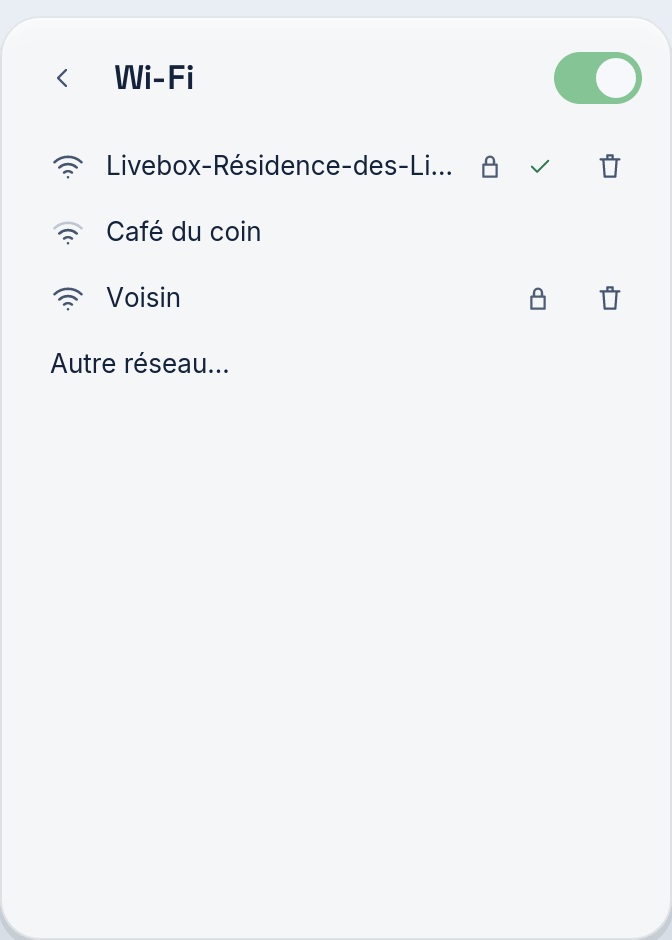 Wi-Fi
Livebox-Résidence-des-Li…
Café du coin
Voisin
Autre réseau…